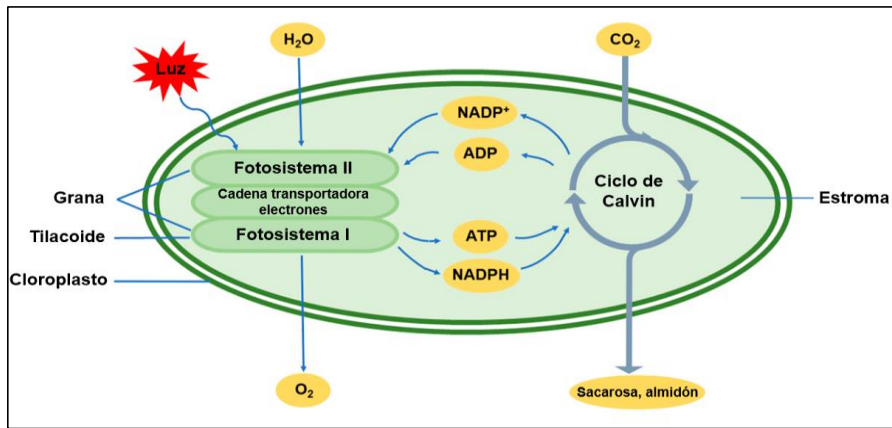 H₂O
CO₂
Luz
NADP⁺
ADP
Fotosistema II
Cadena transportadora
electrones
Fotosistema I
Ciclo de
Calvin
ATP
NADPH
Grana
Tilacoide
Cloroplasto
Estroma
O₂
Sacarosa, almidón